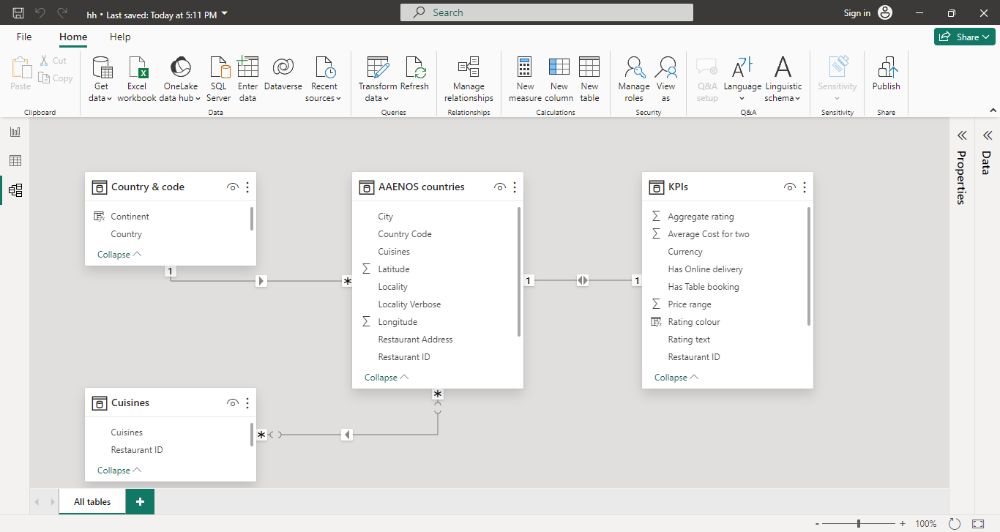 hh • Last saved: Today at 5:11 PM
Search
Sign in
File
Home
Help
Share
Paste
Cut
Copy
Clipboard
Get data
Excel workbook
OneLake data hub
SQL Server
Enter data
Dataverse
Recent sources
Data
Transform data
Refresh
Queries
Manage relationships
Relationships
New measure
New column
New table
Calculations
Manage roles
View as
Security
Q&A setup
Language
Linguistic schema
Q&A
Sensitivity
Sensitivity
Publish
Share
Country & code
Continent
Country
Collapse
1
*
AAENOS countries
City
Country Code
Cuisines
Latitude
Locality
Locality Verbose
Longitude
Restaurant Address
Restaurant ID
Collapse
1
1
*
KPIs
Aggregate rating
Average Cost for two
Currency
Has Online delivery
Has Table booking
Price range
Rating colour
Rating text
Restaurant ID
Collapse
Cuisines
Cuisines
Restaurant ID
Collapse
*
Properties
Data
All tables
+
- + 100%